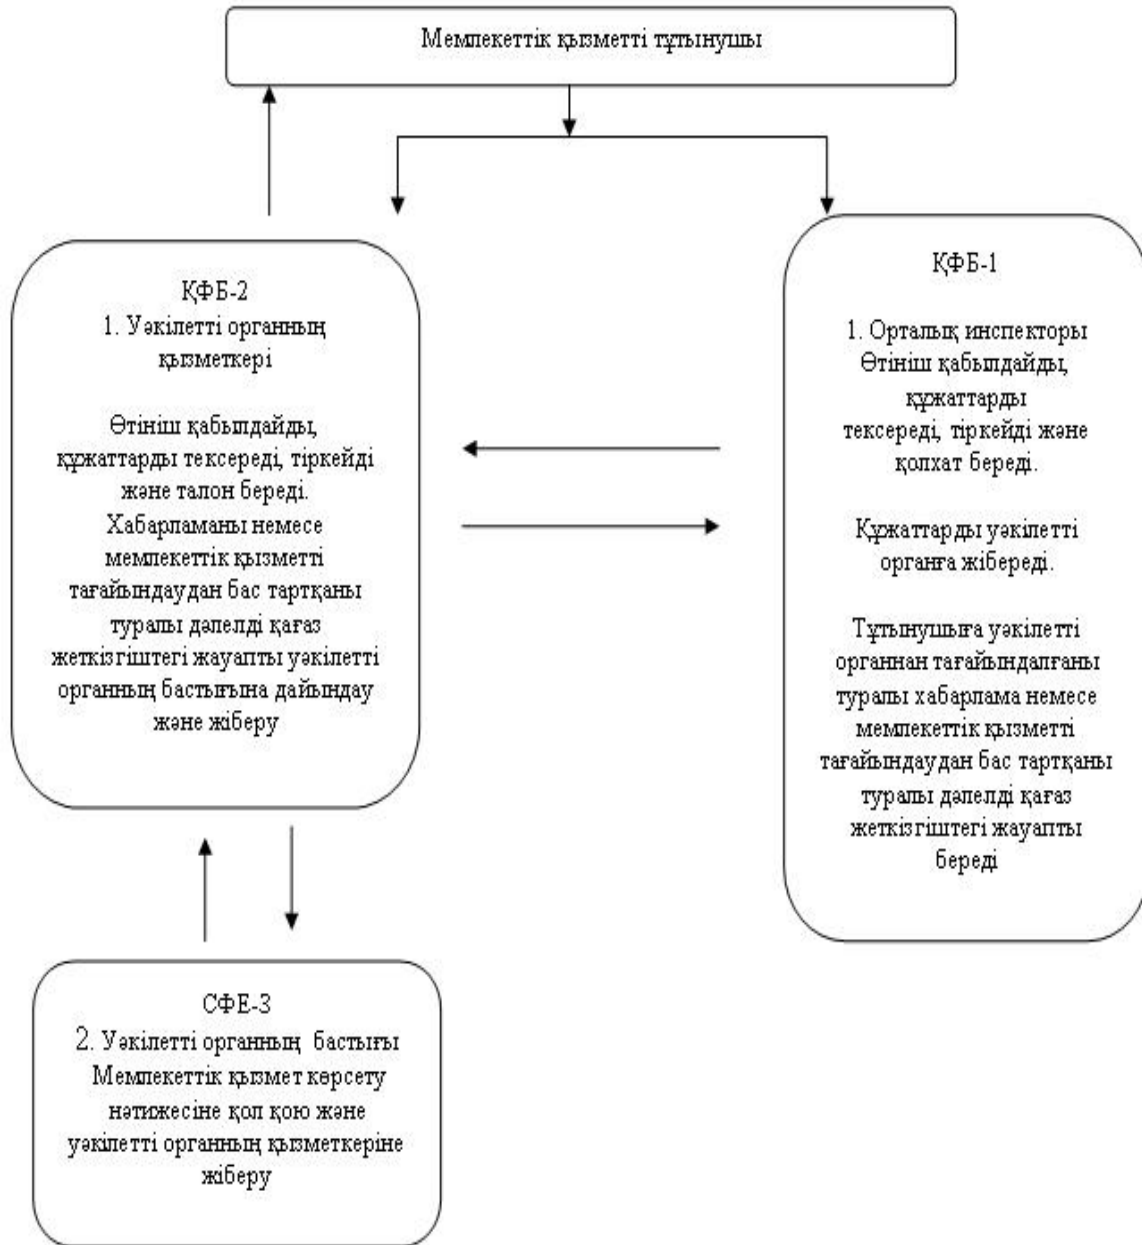 Мемлекеттік қызметті тұтынушы
ҚФБ-2
1. Уәкілетті органның
қызметкері
Өтініш қабылдайды,
құжаттарды тексереді, тіркейді
және талон береді.
Хабарламаны немесе
мемлекеттік қызметті
тағайындаудан бас тартқаны
туралы дәлелді қағаз
жеткізгіштегі жауапты уәкілетті
органның бастығына дайындау
және жіберу
ҚФБ-1
1. Орталық инспекторы
Өтініш қабылдайды,
құжаттарды
тексереді, тіркейді және
қолхат береді.
Құжаттарды уәкілетті
органға жібереді.
Тұтынушыға уәкілетті
органнан тағайындалғаны
туралы хабарлама немесе
мемлекеттік қызметті
тағайындаудан бас тартқаны
туралы дәлелді қағаз
жеткізгіштегі жауапты
береді
СФЕ-3
2. Уәкілетті органның бастығы
Мемлекеттік қызмет көрсету
нәтижесіне қол қою және
уәкілетті органның қызметкеріне
жіберу